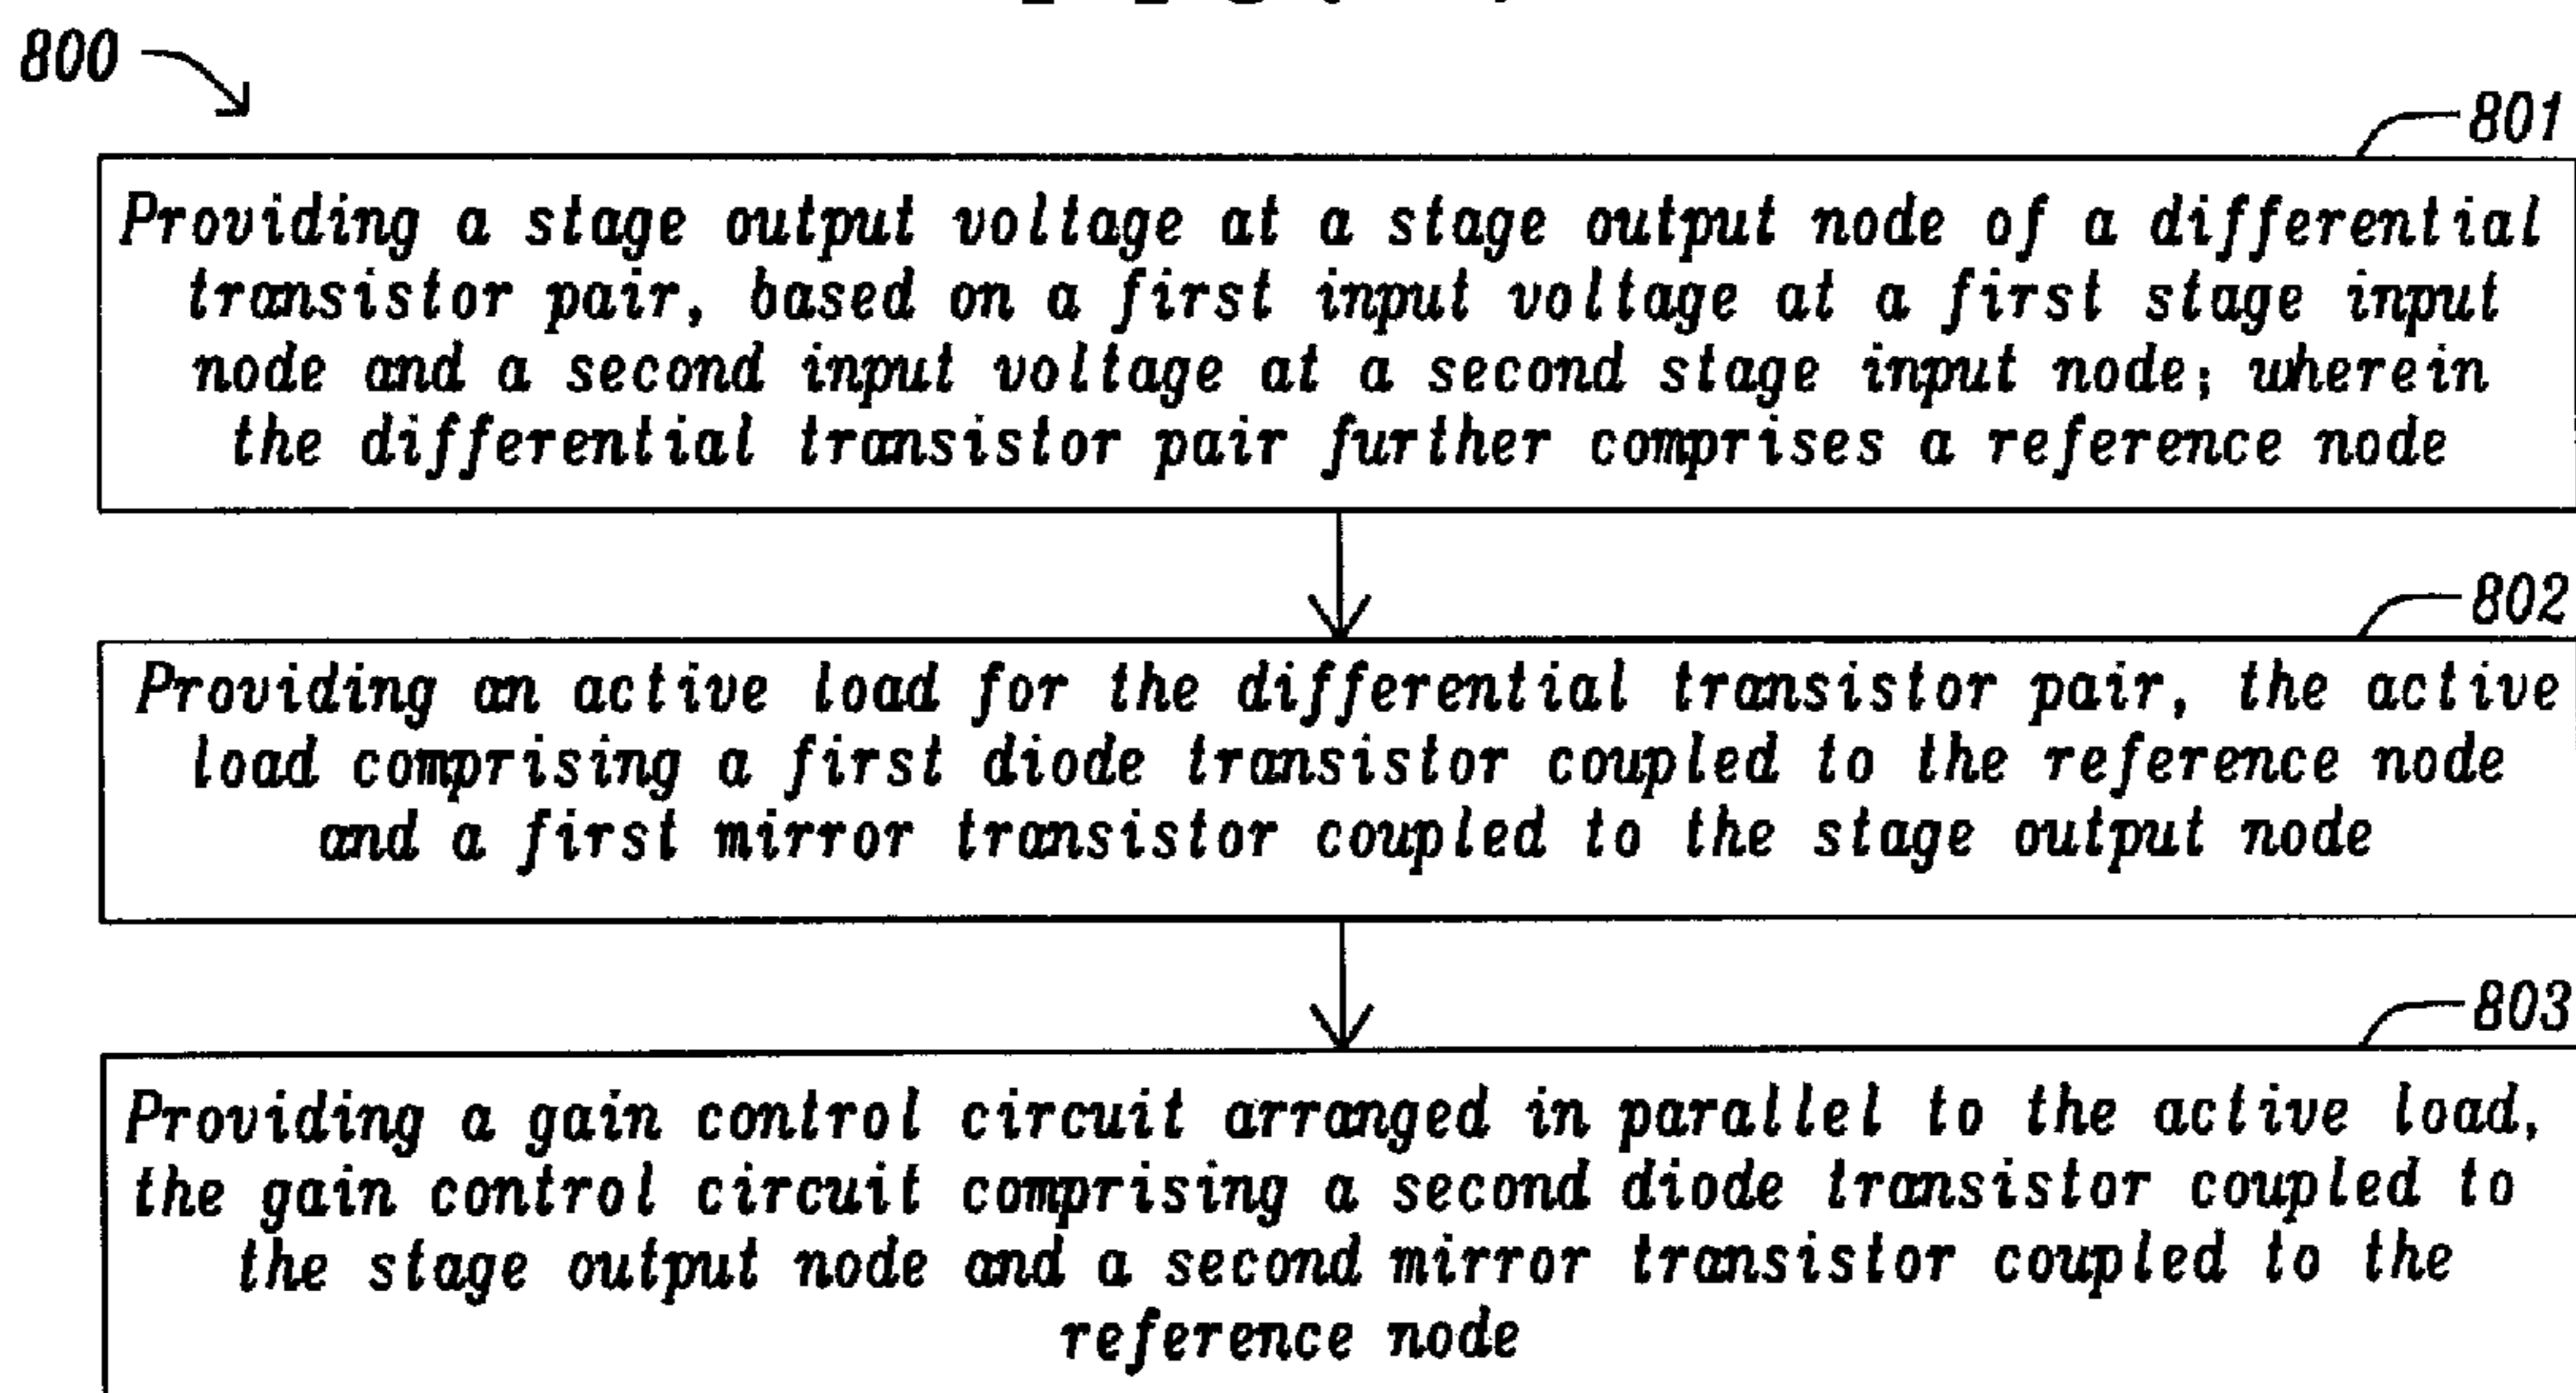 800
801
Providing a stage output voltage at a stage output node of a differential
transistor pair, based on a first input voltage at a first stage input
node and a second input voltage at a second stage input node; wherein
the differential transistor pair further comprises a reference node
802
Providing an active load for the differential transistor pair, the active
load comprising a first diode transistor coupled to the reference node
and a first mirror transistor coupled to the stage output node
803
Providing a gain control circuit arranged in parallel to the active load,
the gain control circuit comprising a second diode transistor coupled to
the stage output node and a second mirror transistor coupled to the
reference node